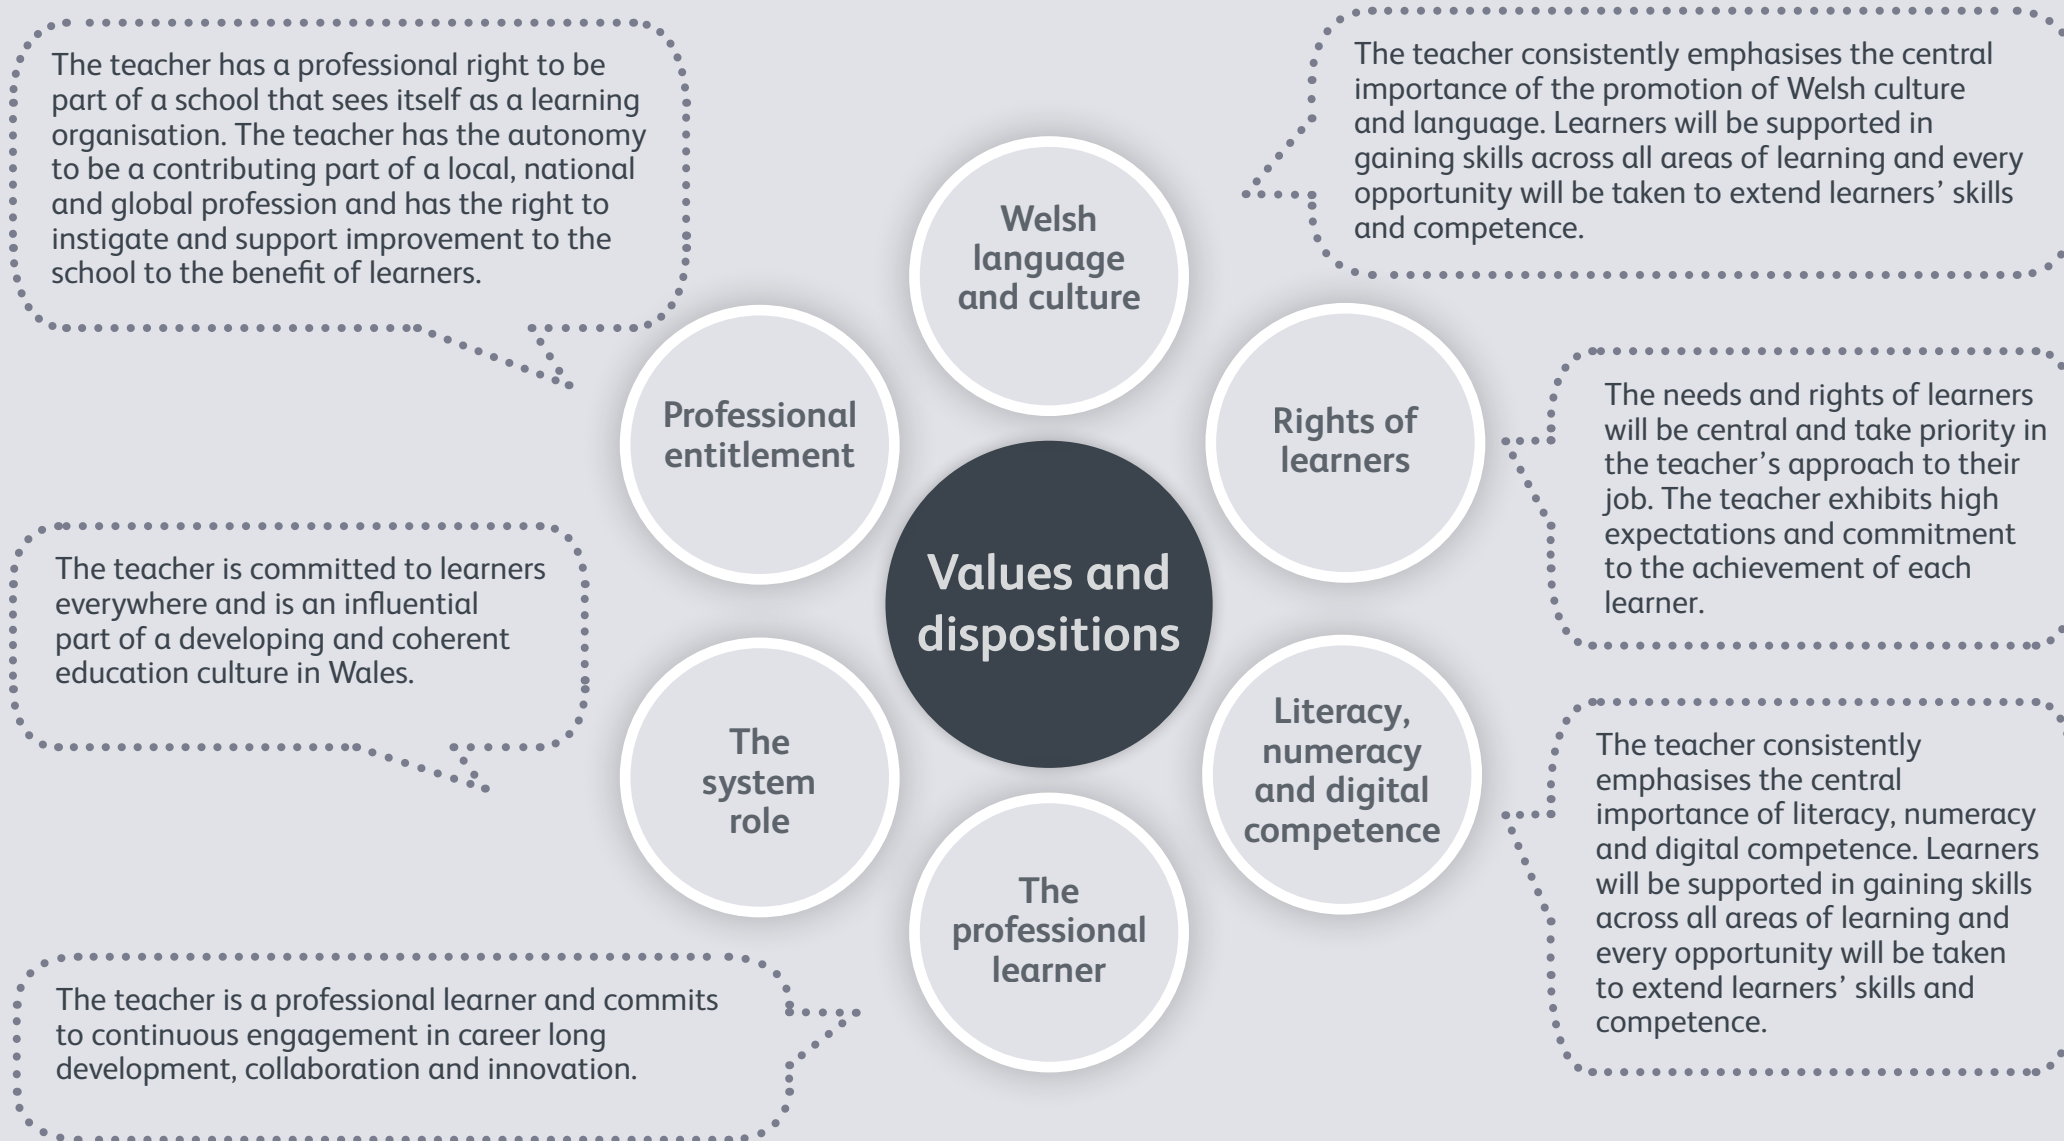 The teacher has a professional right to be
part of a school that sees itself as a learning
organisation. The teacher has the autonomy
to be a contributing part of a local, national
and global profession and has the right to
instigate and support improvement to the
school to the benefit of learners.
The teacher consistently emphasises the central
importance of the promotion of Welsh culture
and language. Learners will be supported in
gaining skills across all areas of learning and every
opportunity will be taken to extend learners’ skills
and competence.
Welsh
language
and culture
Professional
entitlement
Rights of
learners
The needs and rights of learners
will be central and take priority in
the teacher’s approach to their
job. The teacher exhibits high
expectations and commitment
to the achievement of each
learner.
Values and
dispositions
The teacher is committed to learners
everywhere and is an influential
part of a developing and coherent
education culture in Wales.
The
system
role
Literacy,
numeracy
and digital
competence
The teacher consistently
emphasises the central
importance of literacy, numeracy
and digital competence. Learners
will be supported in gaining skills
across all areas of learning and
every opportunity will be taken
to extend learners’ skills and
competence.
The
professional
learner
The teacher is a professional learner and commits
to continuous engagement in career long
development, collaboration and innovation.